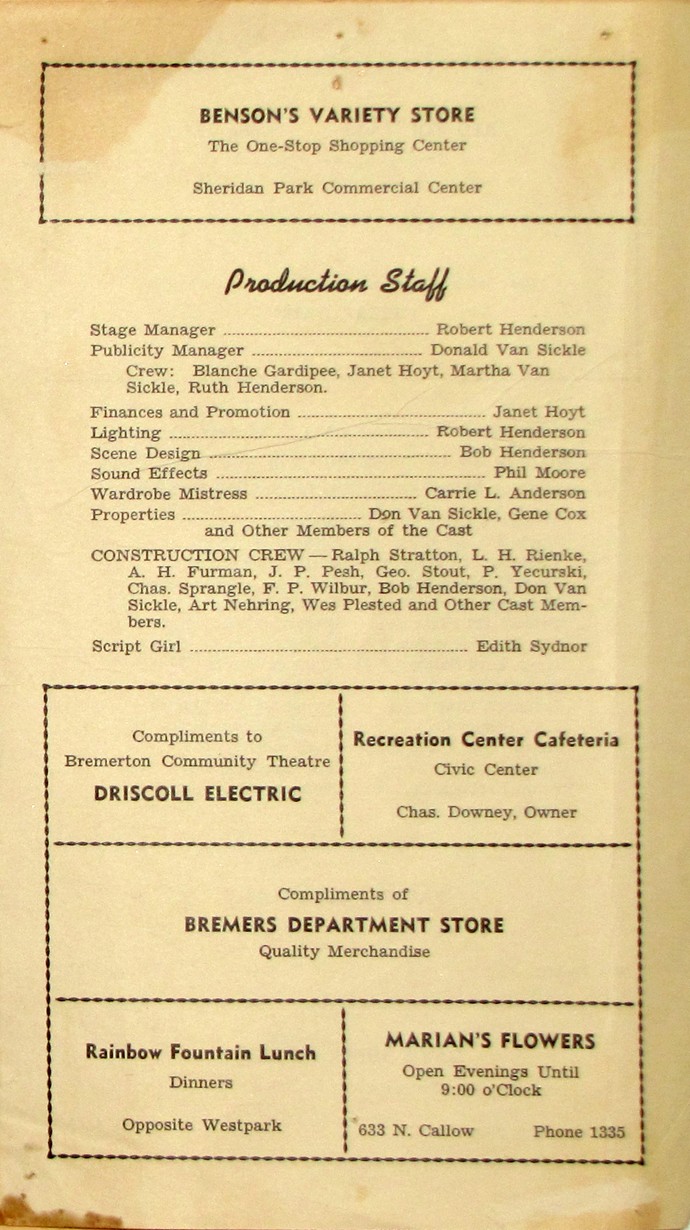 BENSON'S VARIETY STORE
The One-Stop Shopping Center
Sheridan Park Commercial Center
Production Staff
Stage Manager ........................ Robert Henderson
Publicity Manager ........................ Donald Van Sickle
Crew: Blanche Gardipee, Janet Hoyt, Martha Van
Sickle, Ruth Henderson.
Finances and Promotion ........................ Janet Hoyt
Lighting ........................ Robert Henderson
Scene Design ........................ Bob Henderson
Sound Effects ........................ Phil Moore
Wardrobe Mistress ........................ Carrie L. Anderson
Properties ........................ Don Van Sickle, Gene Cox
and Other Members of the Cast
CONSTRUCTION CREW — Ralph Stratton, L. H. Rienke,
A. H. Furman, J. P. Pesh, Geo. Stout, P. Yecurski,
Chas. Sprangle, F. P. Wilbur, Bob Henderson, Don Van
Sickle, Art Nehring, Wes Plested and Other Cast Mem-
bers.
Script Girl ........................ Edith Sydnor
Compliments to
Bremerton Community Theatre
DRISCOLL ELECTRIC
Recreation Center Cafeteria
Civic Center
Chas. Downey, Owner
Compliments of
BREMERS DEPARTMENT STORE
Quality Merchandise
Rainbow Fountain Lunch
Dinners
Opposite Westpark
MARIAN'S FLOWERS
Open Evenings Until
9:00 o'Clock
633 N. Callow Phone 1335